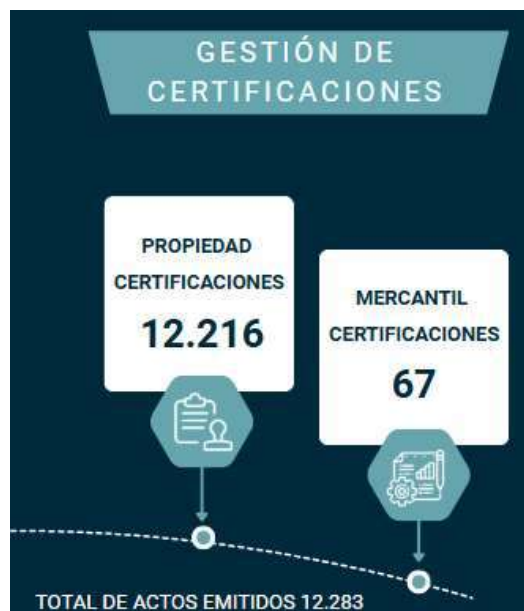 GESTIÓN DE
CERTIFICACIONES
PROPIEDAD
CERTIFICACIONES
12.216
MERCANTIL
CERTIFICACIONES
67
TOTAL DE ACTOS EMITIDOS 12.283